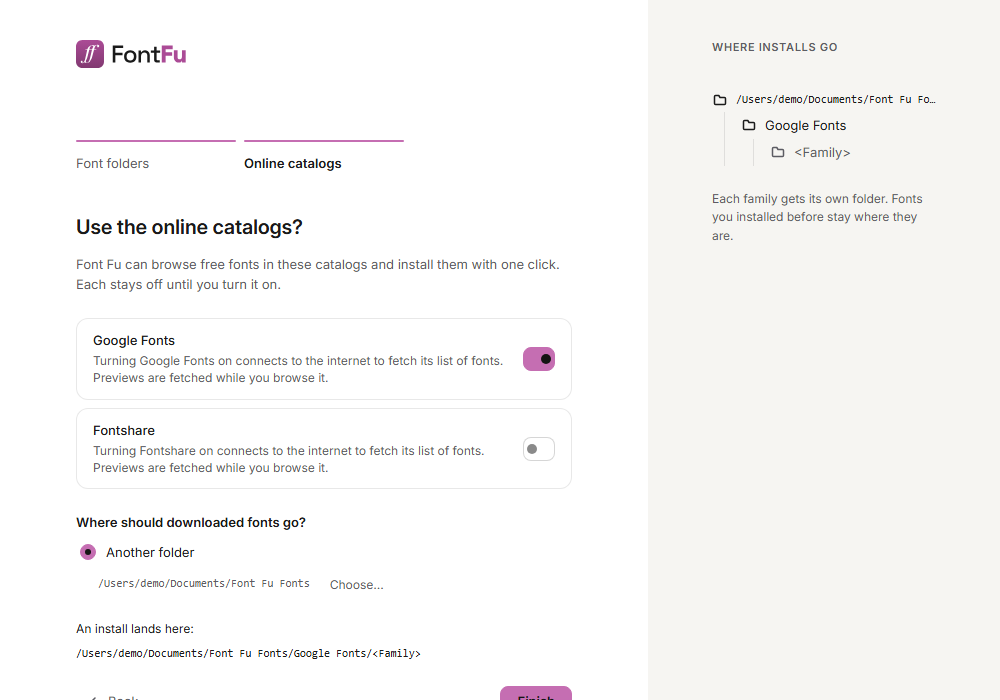 ff FontFu
Font folders
Online catalogs
Use the online catalogs?
Font Fu can browse free fonts in these catalogs and install them with one click.
Each stays off until you turn it on.
Google Fonts
Turning Google Fonts on connects to the internet to fetch its list of fonts.
Previews are fetched while you browse it.
Fontshare
Turning Fontshare on connects to the internet to fetch its list of fonts.
Previews are fetched while you browse it.
Where should downloaded fonts go?
Another folder
/Users/demo/Documents/Font Fu Fonts
Choose...
An install lands here:
/Users/demo/Documents/Font Fu Fonts/Google Fonts/<Family>
Back
Finish
WHERE INSTALLS GO
/Users/demo/Documents/Font Fu Fo…
Google Fonts
<Family>
Each family gets its own folder. Fonts
you installed before stay where they
are.